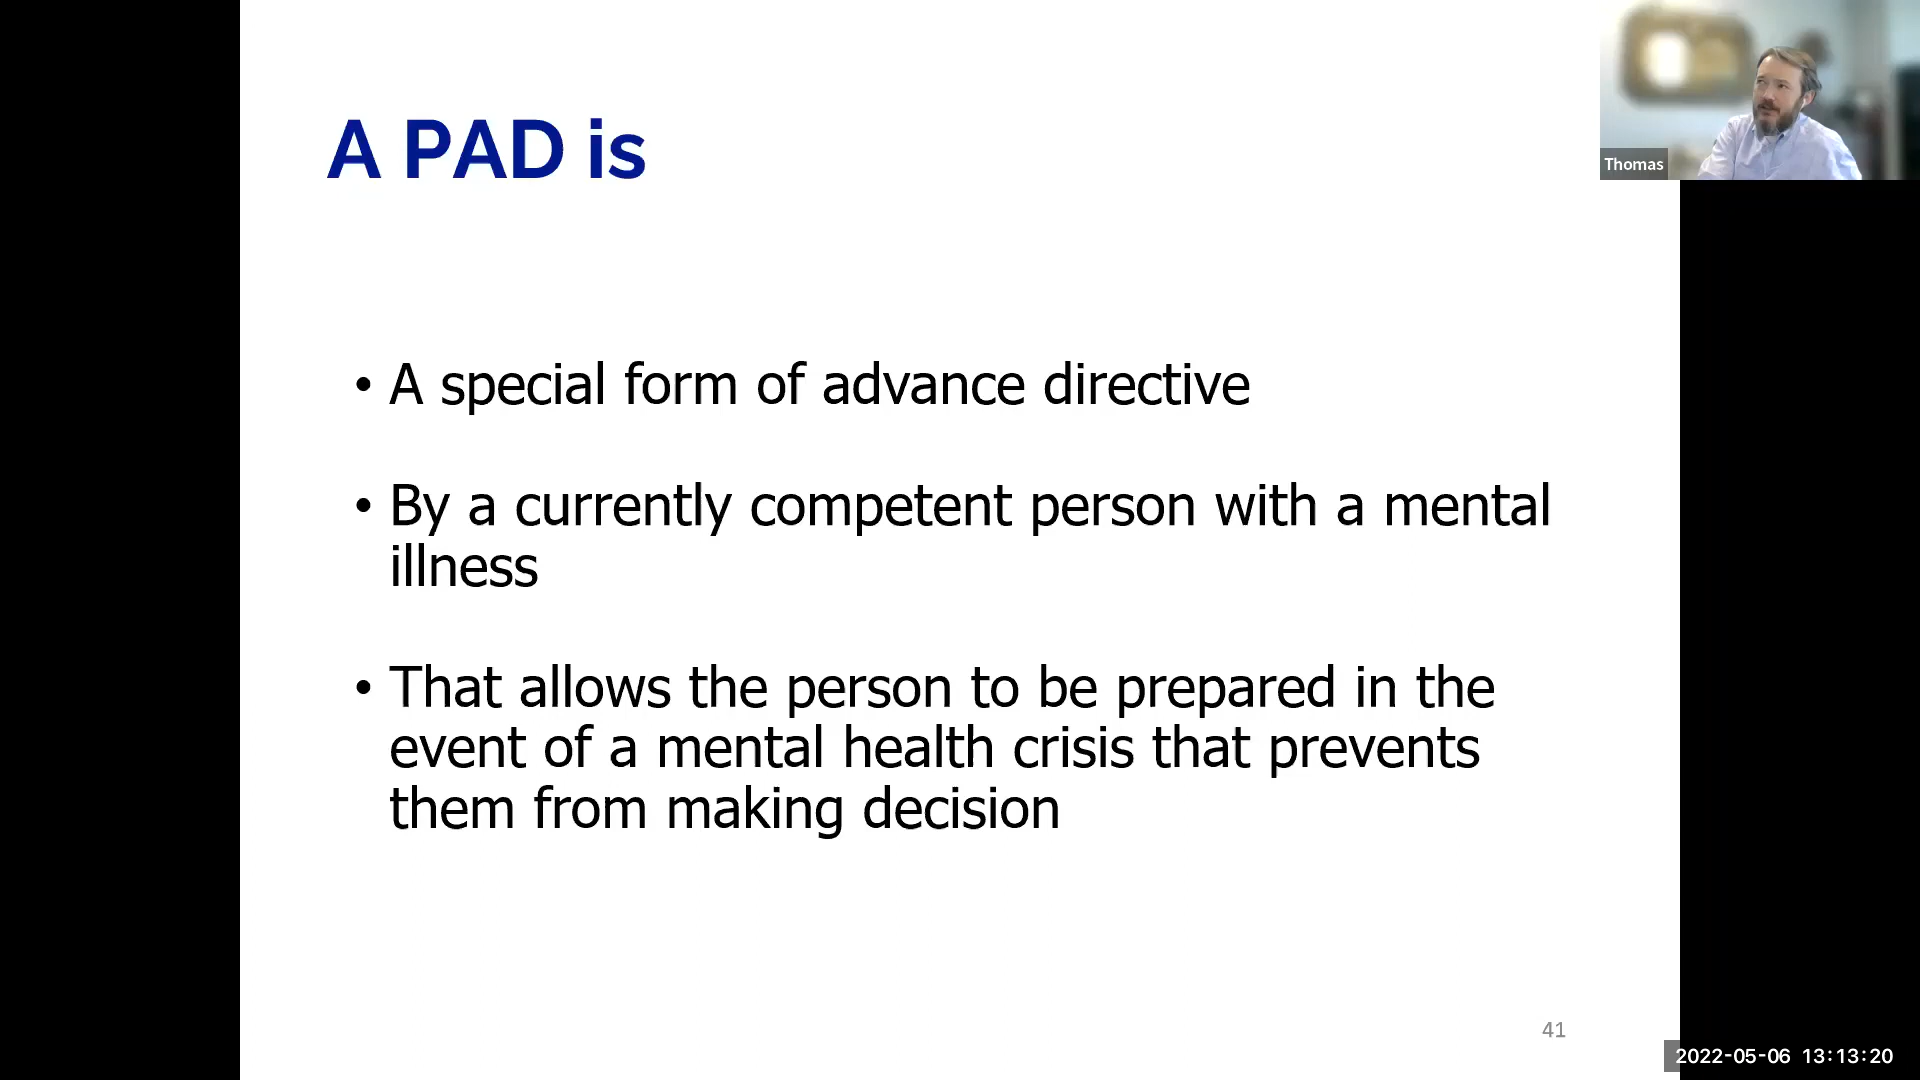 A PAD is
Thomas
• A special form of advance directive
• By a currently competent person with a mental
illness
• That allows the person to be prepared in the
event of a mental health crisis that prevents
them from making decision
41
2022-05-06 13:13:20